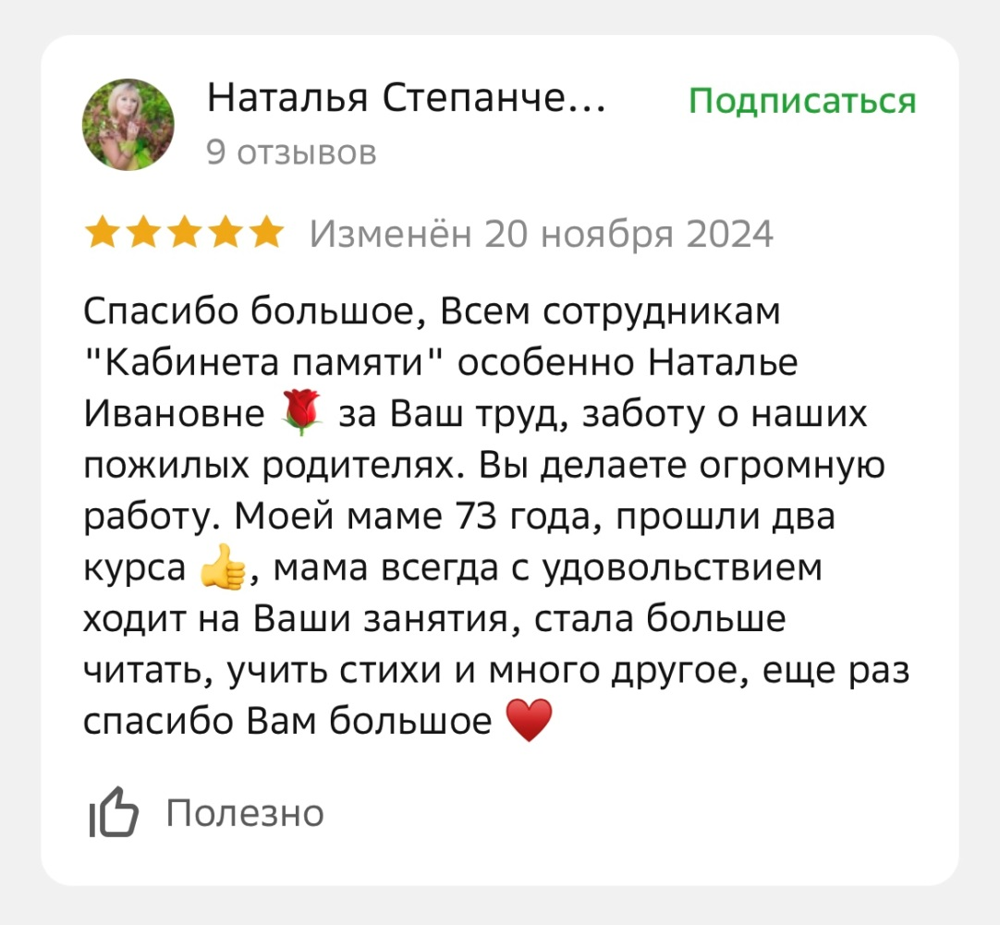 Наталья Степанче...
Подписаться
9 отзывов
Изменён 20 ноября 2024
Спасибо большое, Всем сотрудникам
"Кабинета памяти" особенно Наталье
Ивановне 🌹 за Ваш труд, заботу о наших
пожилых родителях. Вы делаете огромную
работу. Моей маме 73 года, прошли два
курса 👍, мама всегда с удовольствием
ходит на Ваши занятия, стала больше
читать, учить стихи и много другое, еще раз
спасибо Вам большое ♥️
Полезно